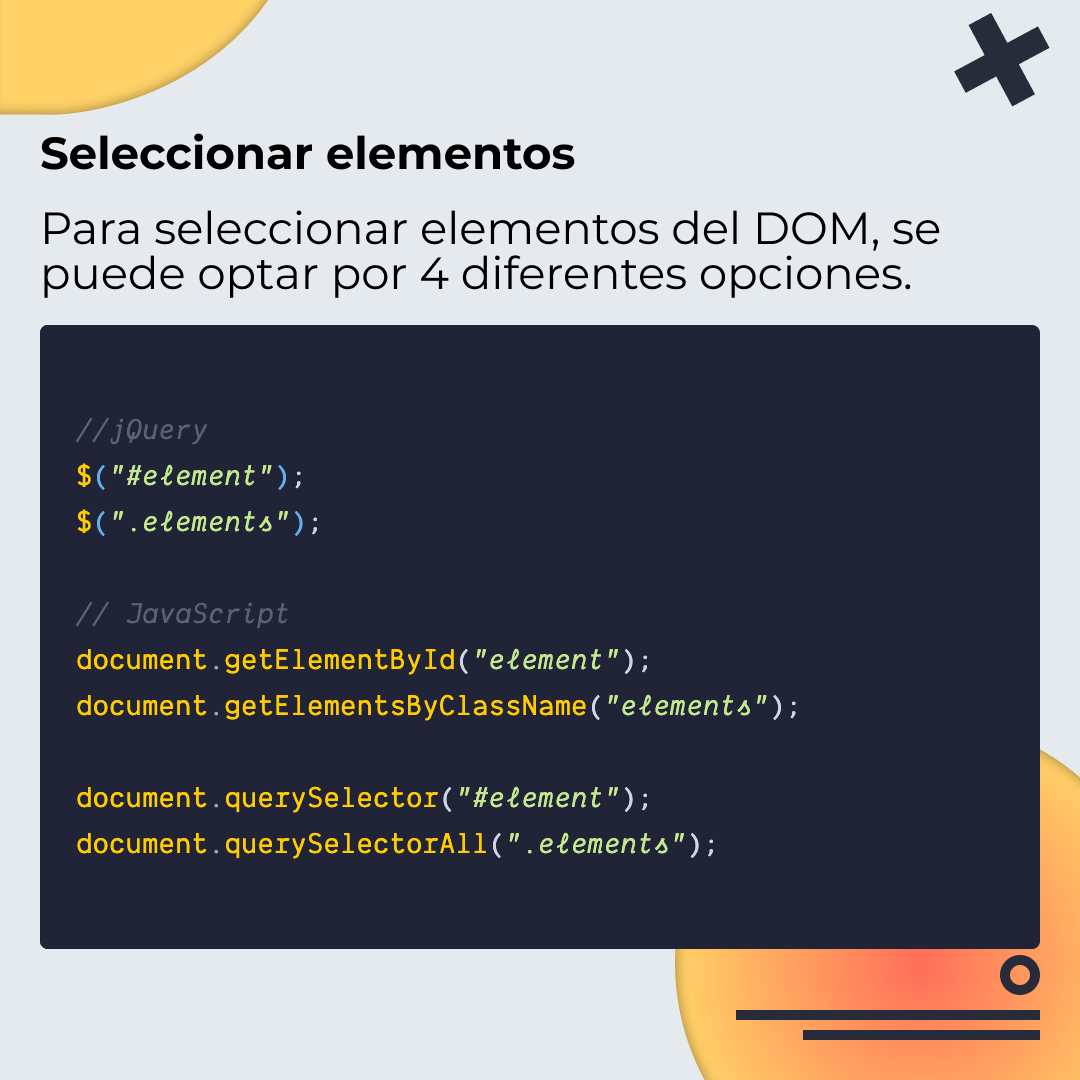 Seleccionar elementos
Para seleccionar elementos del DOM, se
puede optar por 4 diferentes opciones.
//jQuery
$("#element");
$(".elements");
// JavaScript
document.getElementById("element");
document.getElementsByClassName("elements");
document.querySelector("#element");
document.querySelectorAll(".elements");